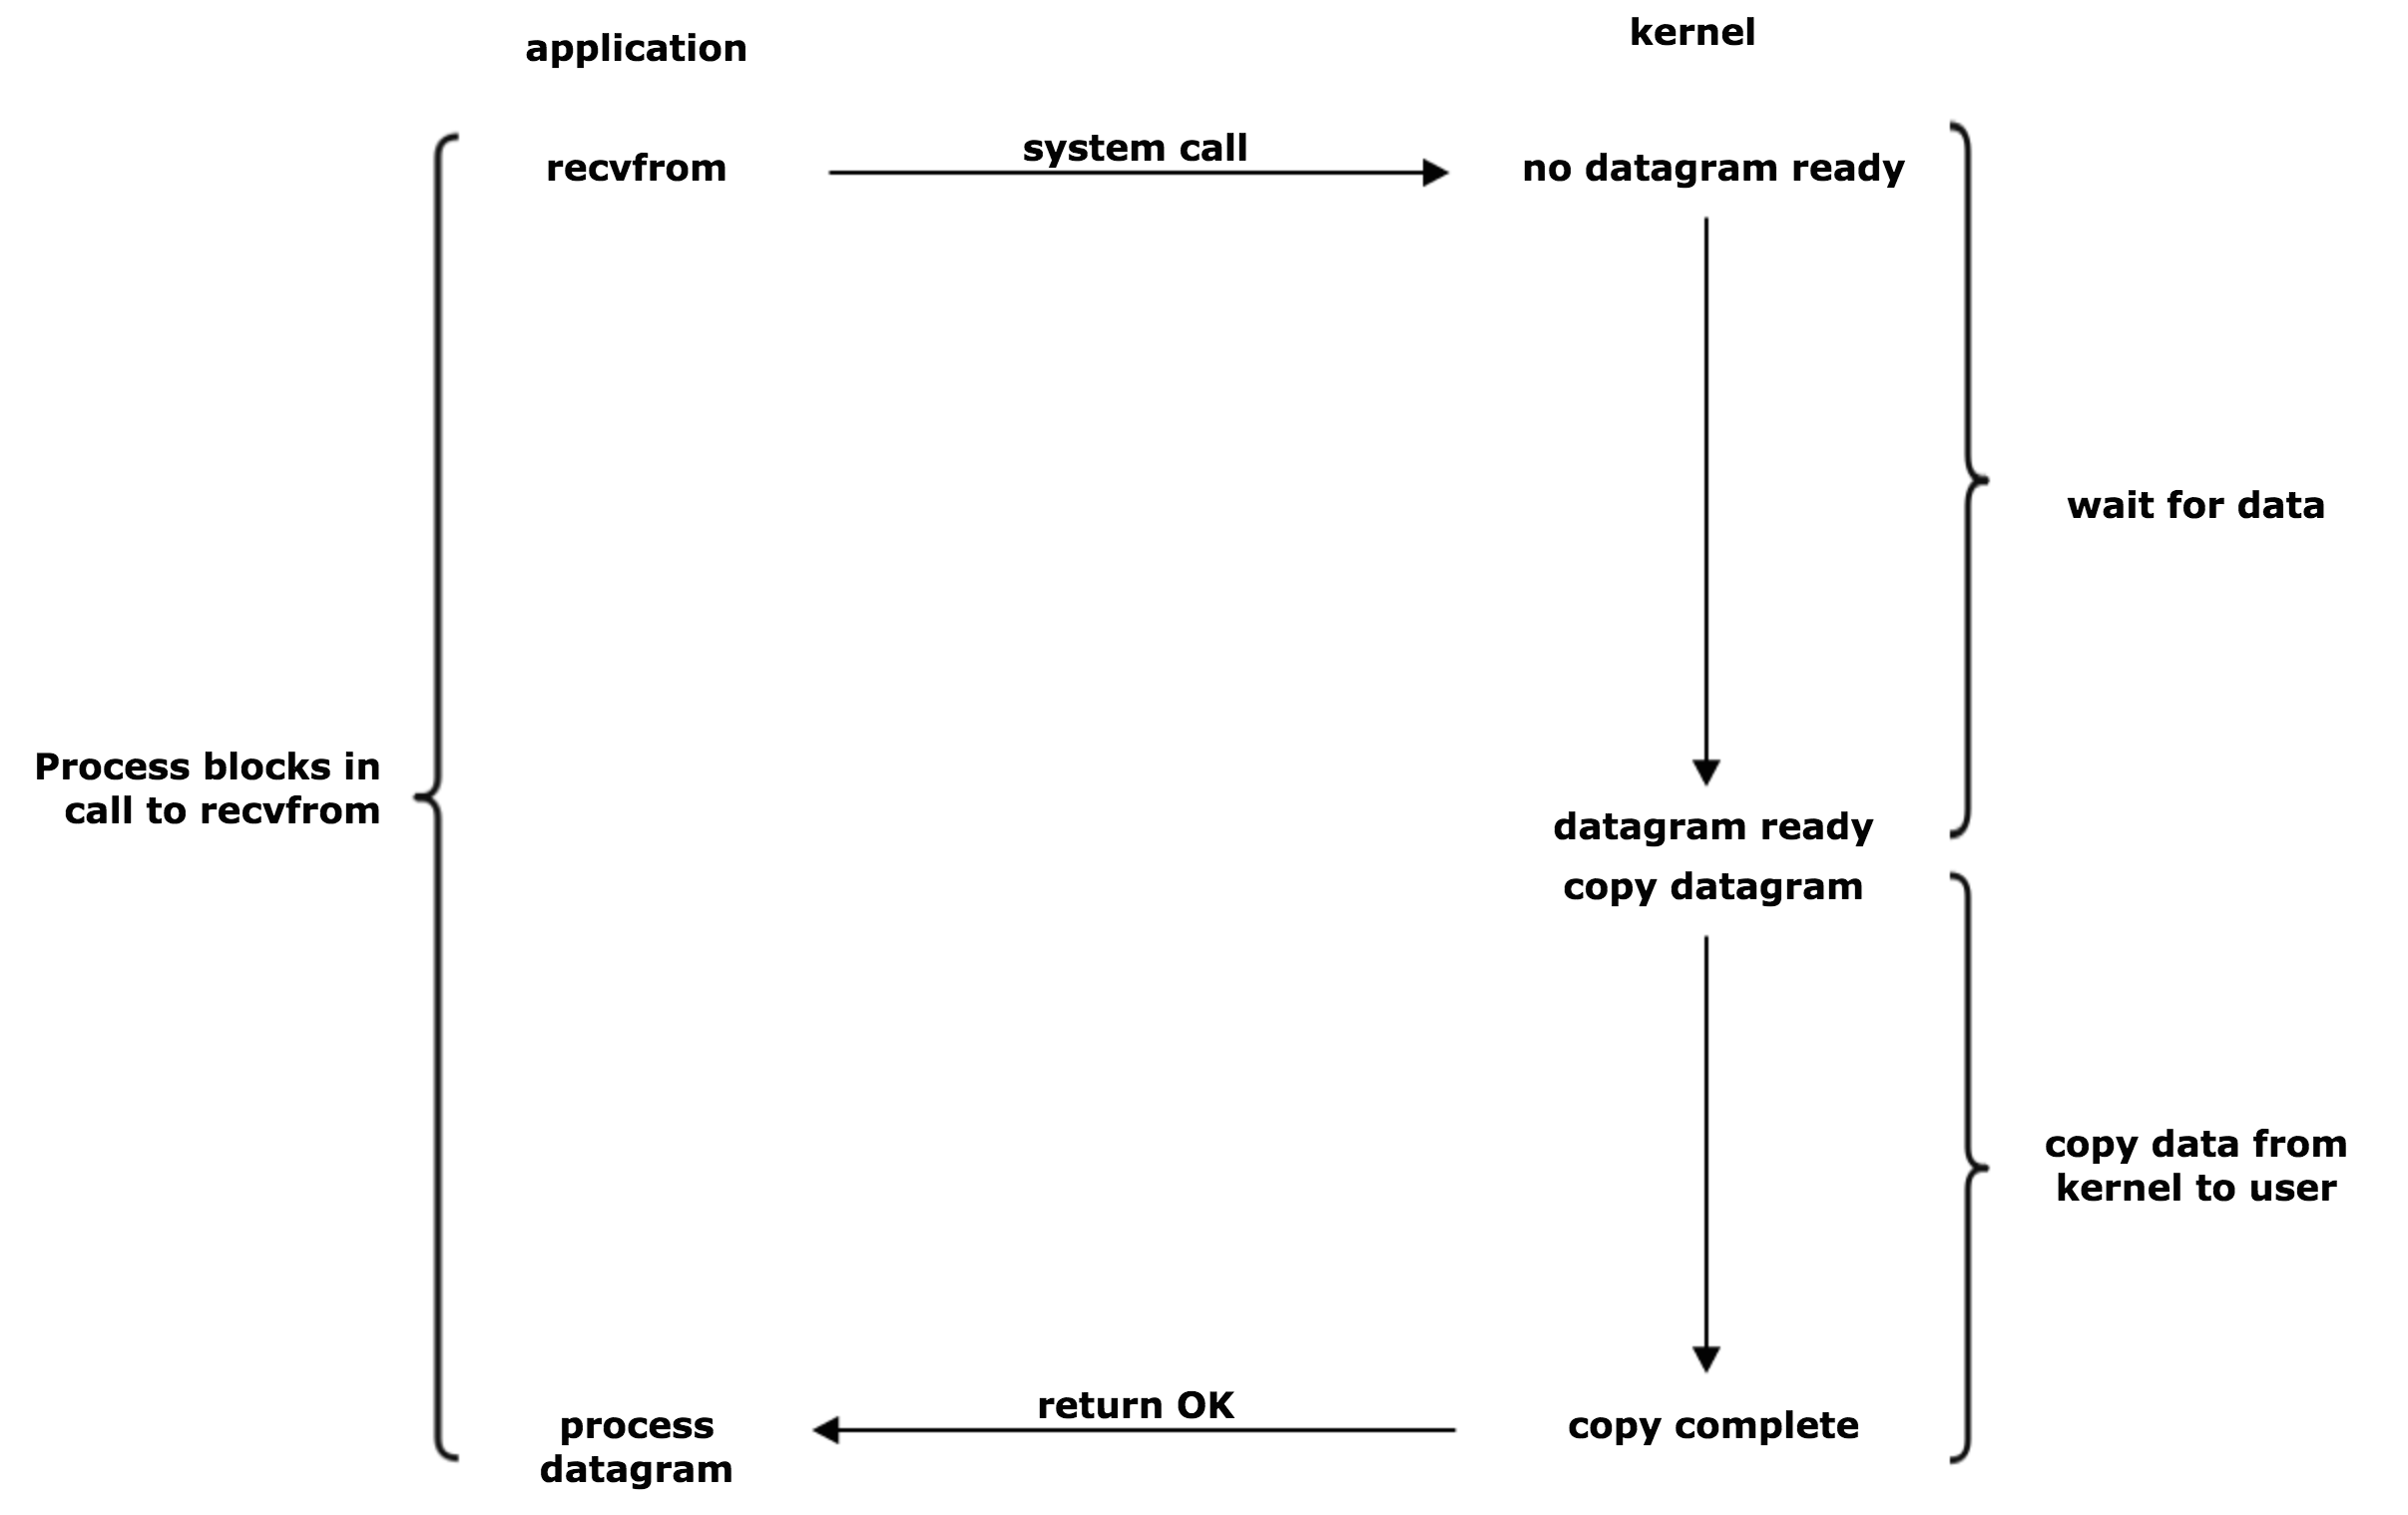 application
kernel
recvfrom
system call
no datagram ready
wait for data
Process blocks in
call to recvfrom
datagram ready
copy datagram
copy data from
kernel to user
process
datagram
return OK
copy complete